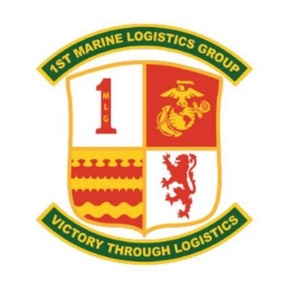 1ST MARINE LOGISTICS GROUP
1
MLG
VICTORY THROUGH LOGISTICS